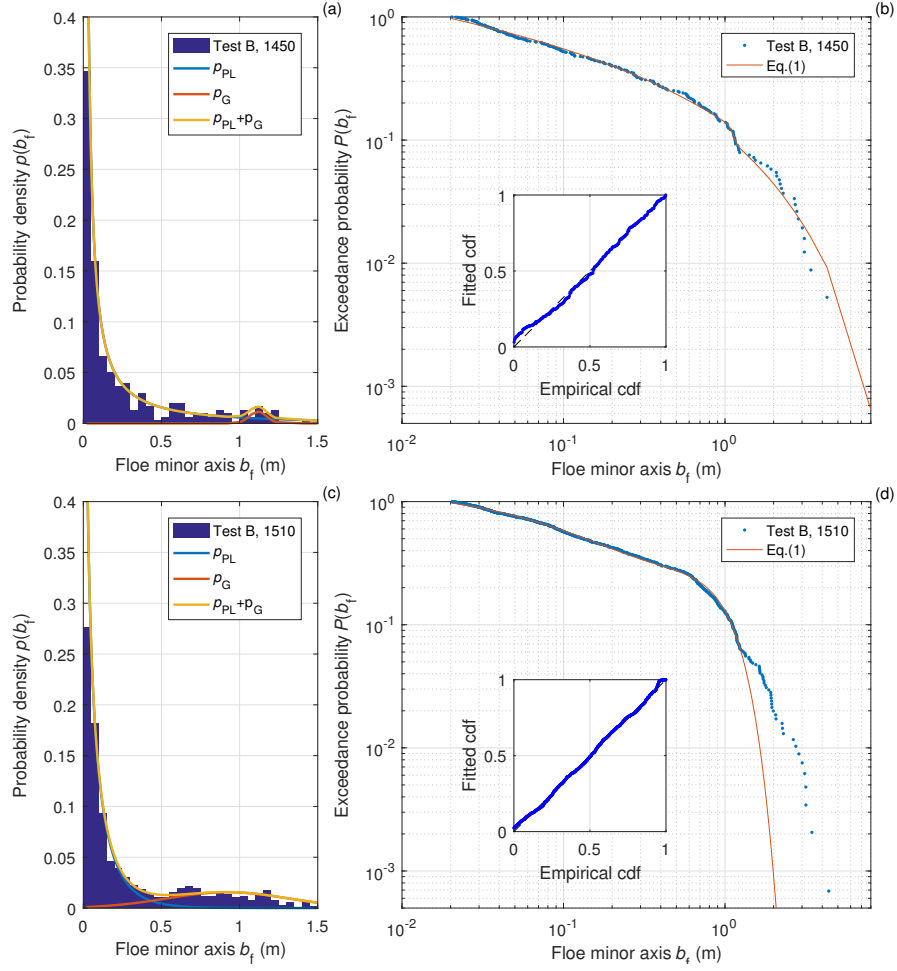 (a)
0.4
0.35
0.3
0.25
0.2
0.15
0.1
0.05
0
Probability density p(b_f)
Test B, 1450
p_PL
p_G
p_PL+p_G
0 0.5 1 1.5
Floe minor axis b_f (m)
(b)
10^0
10^-1
10^-2
10^-3
Exceedance probability P(b_f)
Test B, 1450
Eq.(1)
1
0.5
0
Fitted cdf
0 0.5 1
Empirical cdf
10^-2 10^-1 10^0
Floe minor axis b_f (m)
(c)
0.4
0.35
0.3
0.25
0.2
0.15
0.1
0.05
0
Probability density p(b_f)
Test B, 1510
p_PL
p_G
p_PL+p_G
0 0.5 1 1.5
Floe minor axis b_f (m)
(d)
10^0
10^-1
10^-2
10^-3
Exceedance probability P(b_f)
Test B, 1510
Eq.(1)
1
0.5
0
Fitted cdf
0 0.5 1
Empirical cdf
10^-2 10^-1 10^0
Floe minor axis b_f (m)